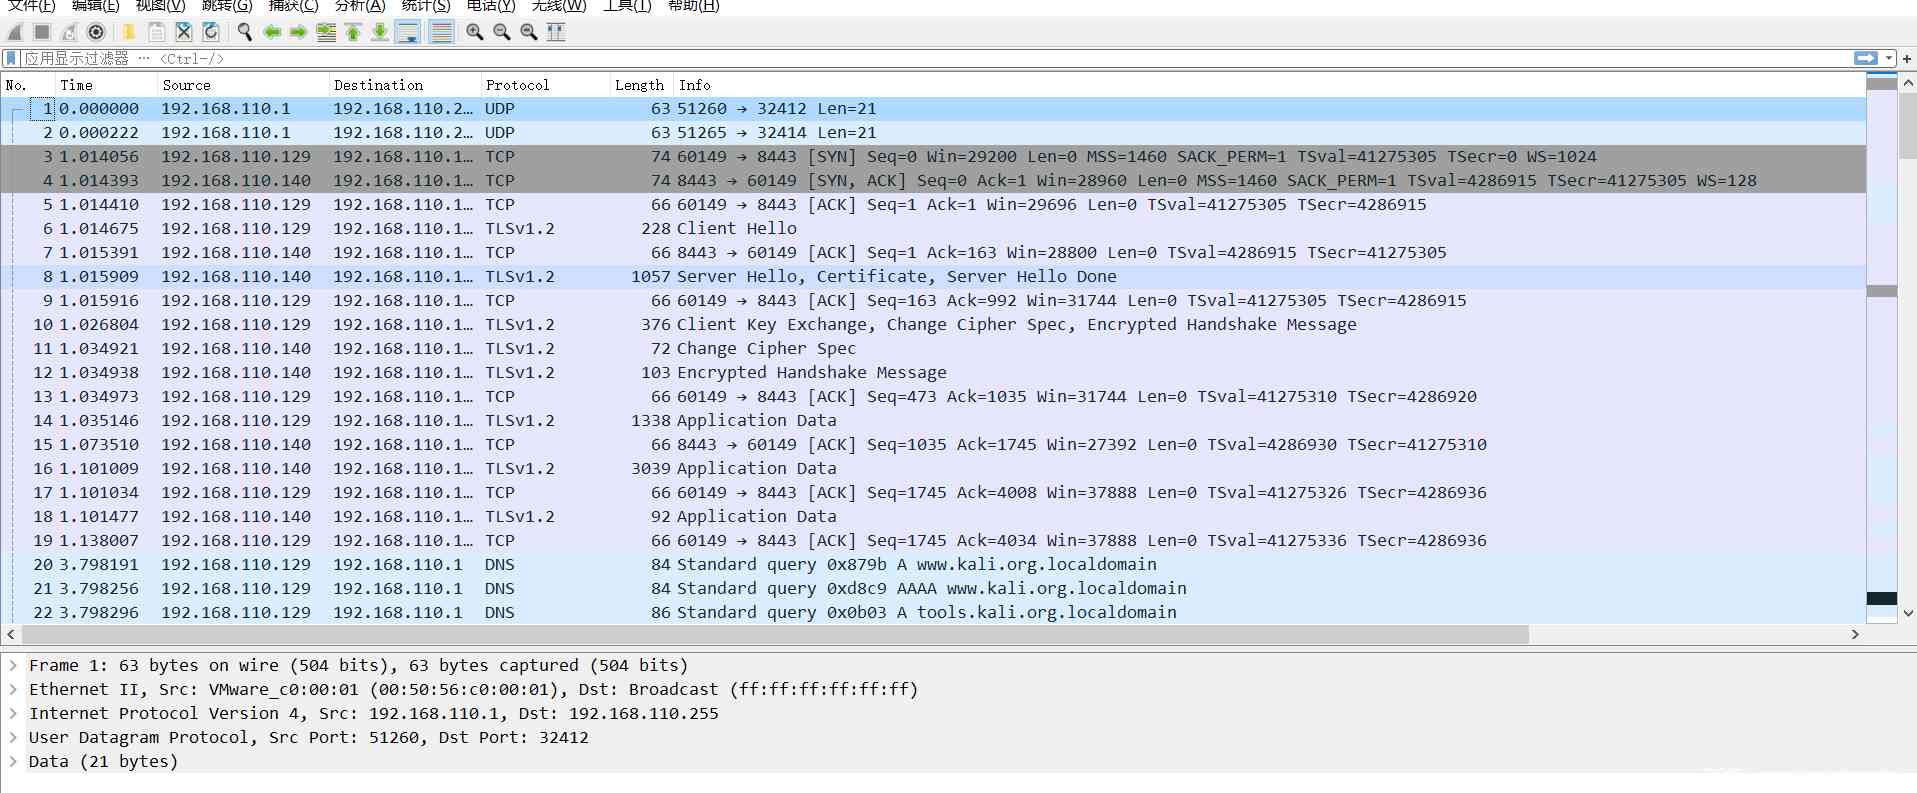 文件(F) 编辑(E) 视图(V) 跳转(G) 捕获(C) 分析(A) 统计(S) 电话(Y) 无线(W) 工具(T) 帮助(H)
应用显示过滤器 ⋯ <Ctrl-/>
No. Time Source Destination Protocol Length Info
1 0.000000 192.168.110.1 192.168.110.2… UDP 63 51260 → 32412 Len=21
2 0.000222 192.168.110.1 192.168.110.2… UDP 63 51265 → 32414 Len=21
3 1.014056 192.168.110.129 192.168.110.1… TCP 74 60149 → 8443 [SYN] Seq=0 Win=29200 Len=0 MSS=1460 SACK_PERM=1 TSval=41275305 TSecr=0 WS=1024
4 1.014393 192.168.110.140 192.168.110.1… TCP 74 8443 → 60149 [SYN, ACK] Seq=0 Ack=1 Win=28960 Len=0 MSS=1460 SACK_PERM=1 TSval=4286915 TSecr=41275305 WS=128
5 1.014410 192.168.110.129 192.168.110.1… TCP 66 60149 → 8443 [ACK] Seq=1 Ack=1 Win=29696 Len=0 TSval=41275305 TSecr=4286915
6 1.014675 192.168.110.129 192.168.110.1… TLSv1.2 228 Client Hello
7 1.015391 192.168.110.140 192.168.110.1… TCP 66 8443 → 60149 [ACK] Seq=1 Ack=163 Win=28800 Len=0 TSval=4286915 TSecr=41275305
8 1.015909 192.168.110.140 192.168.110.1… TLSv1.2 1057 Server Hello, Certificate, Server Hello Done
9 1.015916 192.168.110.129 192.168.110.1… TCP 66 60149 → 8443 [ACK] Seq=163 Ack=992 Win=31744 Len=0 TSval=41275305 TSecr=4286915
10 1.026804 192.168.110.129 192.168.110.1… TLSv1.2 376 Client Key Exchange, Change Cipher Spec, Encrypted Handshake Message
11 1.034921 192.168.110.140 192.168.110.1… TLSv1.2 72 Change Cipher Spec
12 1.034938 192.168.110.140 192.168.110.1… TLSv1.2 103 Encrypted Handshake Message
13 1.034973 192.168.110.129 192.168.110.1… TCP 66 60149 → 8443 [ACK] Seq=473 Ack=1035 Win=31744 Len=0 TSval=41275310 TSecr=4286920
14 1.035146 192.168.110.129 192.168.110.1… TLSv1.2 1338 Application Data
15 1.073510 192.168.110.140 192.168.110.1… TCP 66 8443 → 60149 [ACK] Seq=1035 Ack=1745 Win=27392 Len=0 TSval=4286930 TSecr=41275310
16 1.101009 192.168.110.140 192.168.110.1… TLSv1.2 3039 Application Data
17 1.101034 192.168.110.129 192.168.110.1… TCP 66 60149 → 8443 [ACK] Seq=1745 Ack=4008 Win=37888 Len=0 TSval=41275326 TSecr=4286936
18 1.101477 192.168.110.140 192.168.110.1… TLSv1.2 92 Application Data
19 1.138007 192.168.110.129 192.168.110.1… TCP 66 60149 → 8443 [ACK] Seq=1745 Ack=4034 Win=37888 Len=0 TSval=41275336 TSecr=4286936
20 3.798191 192.168.110.129 192.168.110.1 DNS 84 Standard query 0x879b A www.kali.org.localdomain
21 3.798256 192.168.110.129 192.168.110.1 DNS 84 Standard query 0xd8c9 AAAA www.kali.org.localdomain
22 3.798296 192.168.110.129 192.168.110.1 DNS 86 Standard query 0x0b03 A tools.kali.org.localdomain
Frame 1: 63 bytes on wire (504 bits), 63 bytes captured (504 bits)
Ethernet II, Src: VMware_c0:00:01 (00:50:56:c0:00:01), Dst: Broadcast (ff:ff:ff:ff:ff:ff)
Internet Protocol Version 4, Src: 192.168.110.1, Dst: 192.168.110.255
User Datagram Protocol, Src Port: 51260, Dst Port: 32412
Data (21 bytes)